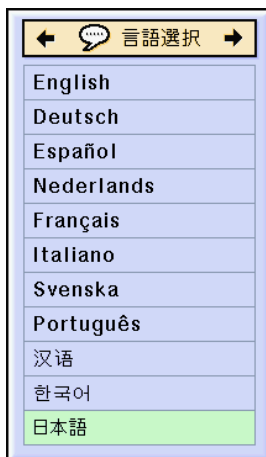 言語選択
English
Deutsch
Español
Nederlands
Français
Italiano
Svenska
Português
汉语
한국어
日本語